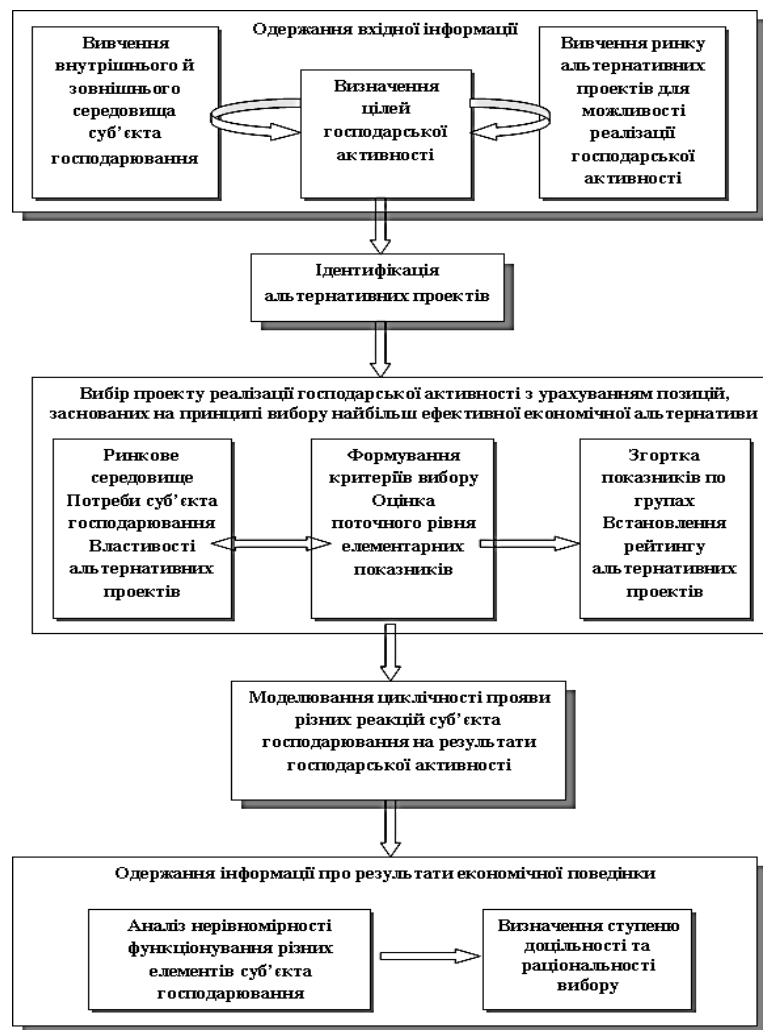 Одержання вхідної інформації
Вивчення
внутрішнього й
зовнішнього
середовища
суб’єкта
господарювання
Визначення
цілей
господарської
активності
Вивчення ринку
альтернативних
проектів для
можливості
реалізації
господарської
активності
Ідентифікація
альтернативних проектів
Вибір проекту реалізації господарської активності з урахуванням позицій,
заснованих на принципі вибору найбільш ефективної економічної альтернативи
Ринкове
середовище
Потреби суб’єкта
господарювання
Властивості
альтернативних
проектів
Формування
критеріїв вибору
Оцінка
поточного рівня
елементарних
показників
Згортка
показників по
групах
Встановлення
рейтингу
альтернативних
проектів
Моделювання циклічності прояви
різних реакцій суб’єкта
господарювання на результати
господарської активності
Одержання інформації про результати економічної поведінки
Аналіз нерівномірності
функціонування різних
елементів суб’єкта
господарювання
Визначення ступеню
доцільності та
раціональності
вибору